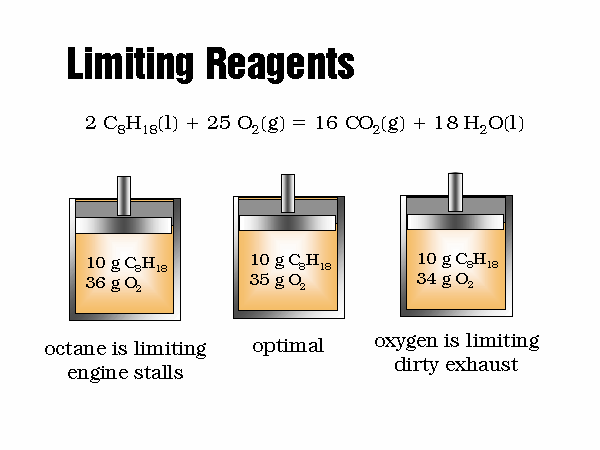 Limiting Reagents
2 C₈H₁₈(l) + 25 O₂(g) = 16 CO₂(g) + 18 H₂O(l)
10 g C₈H₁₈
36 g O₂
octane is limiting
engine stalls
10 g C₈H₁₈
35 g O₂
optimal
10 g C₈H₁₈
34 g O₂
oxygen is limiting
dirty exhaust